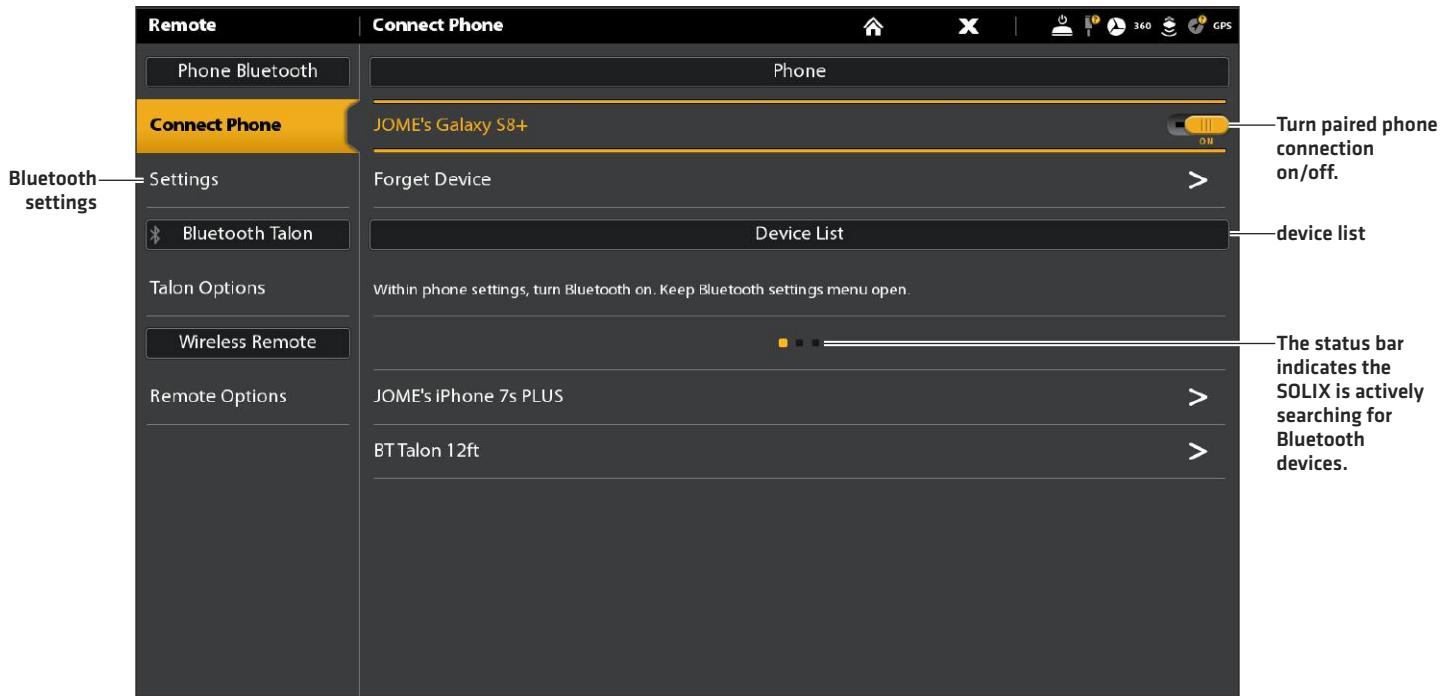 Remote
Connect Phone
360
GPS
Phone Bluetooth
Phone
Connect Phone
JOME's Galaxy S8+
ON
Turn paired phone
connection
on/off.
Bluetooth
settings
Settings
Forget Device
Bluetooth Talon
Device List
device list
Talon Options
Within phone settings, turn Bluetooth on. Keep Bluetooth settings menu open.
Wireless Remote
The status bar
indicates the
SOLIX is actively
searching for
Bluetooth
devices.
Remote Options
JOME's iPhone 7s PLUS
BT Talon 12ft